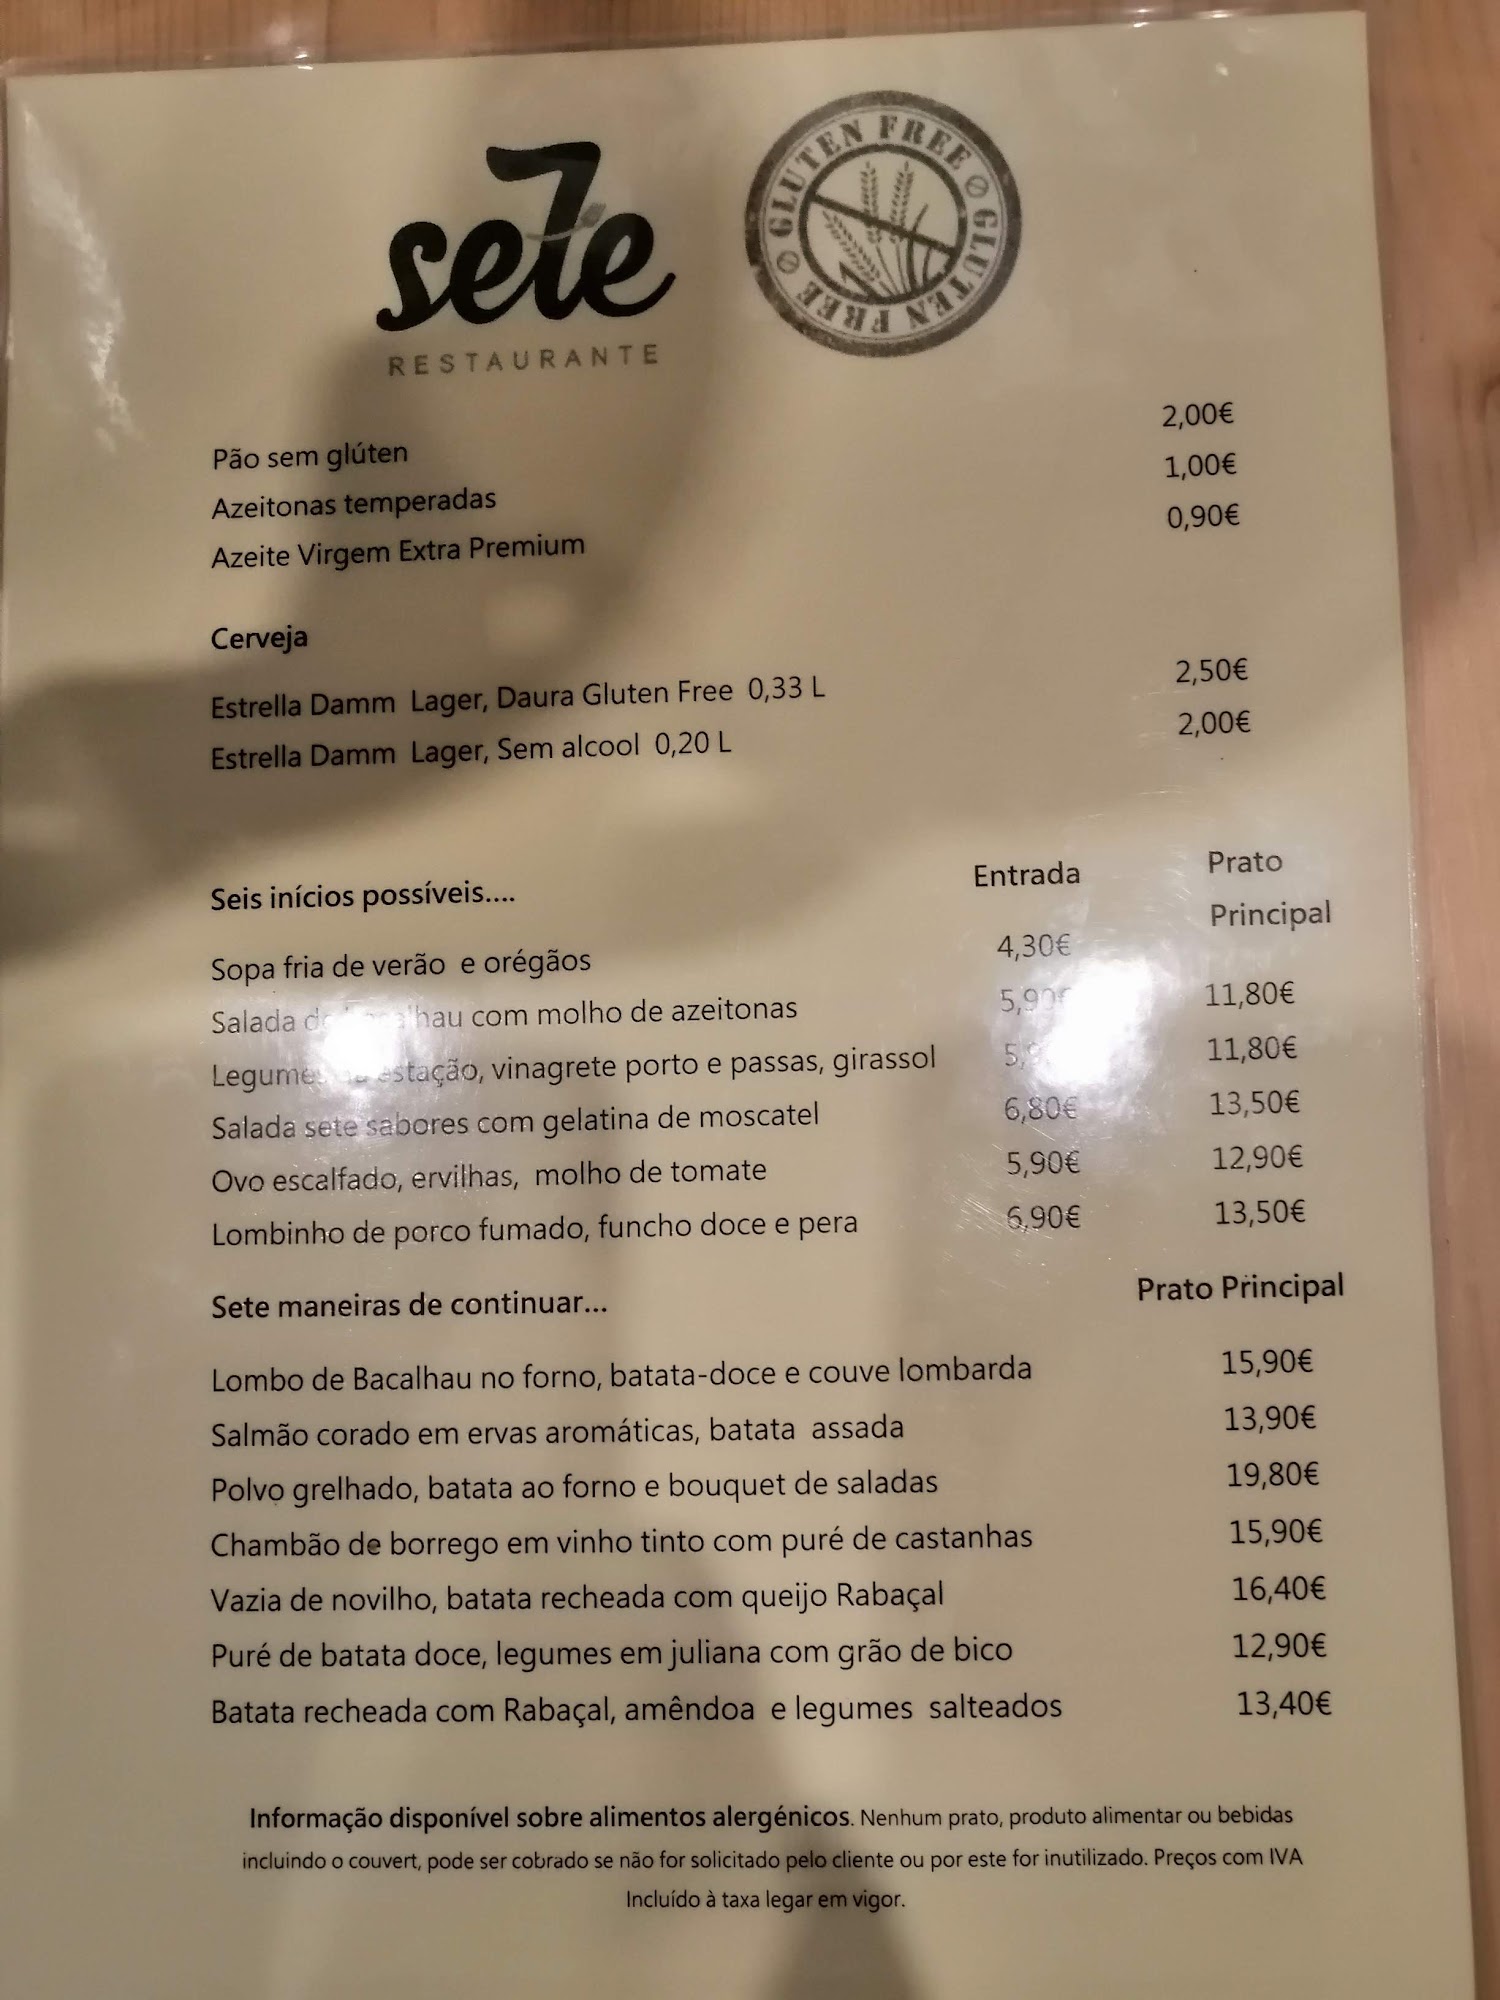 sete
RESTAURANTE
GLUTEN FREE GLUTEN FREE
Pão sem glúten 2,00€
Azeitonas temperadas 1,00€
Azeite Virgem Extra Premium 0,90€
Cerveja
Estrella Damm Lager, Daura Gluten Free 0,33 L 2,50€
Estrella Damm Lager, Sem alcool 0,20 L 2,00€
Seis inícios possíveis.... Entrada Prato Principal
Sopa fria de verão e orégãos 4,30€
Salada de Bacalhau com molho de azeitonas 5,90€ 11,80€
Legumes estação, vinagrete porto e passas, girassol 11,80€
Salada sete sabores com gelatina de moscatel 6,80€ 13,50€
Ovo escalfado, ervilhas, molho de tomate 5,90€ 12,90€
Lombinho de porco fumado, funcho doce e pera 6,90€ 13,50€
Sete maneiras de continuar... Prato Principal
Lombo de Bacalhau no forno, batata-doce e couve lombarda 15,90€
Salmão corado em ervas aromáticas, batata assada 13,90€
Polvo grelhado, batata ao forno e bouquet de saladas 19,80€
Chambão de borrego em vinho tinto com puré de castanhas 15,90€
Vazia de novilho, batata recheada com queijo Rabaçal 16,40€
Puré de batata doce, legumes em juliana com grão de bico 12,90€
Batata recheada com Rabaçal, amêndoa e legumes salteados 13,40€
Informação disponível sobre alimentos alergénicos. Nenhum prato, produto alimentar ou bebidas
incluindo o couvert, pode ser cobrado se não for solicitado pelo cliente ou por este for inutilizado. Preços com IVA
Incluído à taxa legar em vigor.